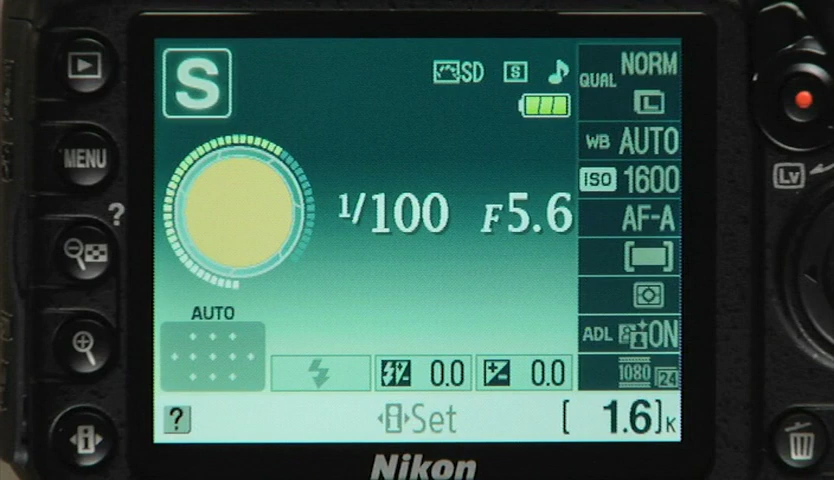 S
SD
S
QUAL NORM
L
WB AUTO
ISO 1600
1/100 F5.6
AF-A
AUTO
ADL ON
0.0 0.0
1080 24
? i Set [ 1.6]K
MENU
?
i
Lv
Nikon